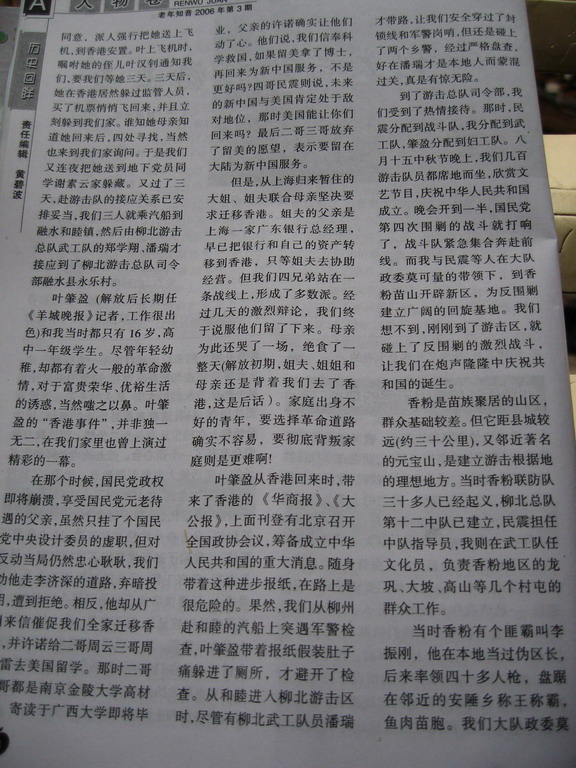 A 人物卷
RENWU JUAN
老年知音 2006 年第 3 期
历史回眸
责任编辑 黄碧波
同意，派人强行把她送上飞
机，到香港安置。叶上飞机时，
嘱咐她的侄儿叶汉钊通知我
们，要我们等她三天。三天后，
她在香港居然躲过监管人员，
买了机票悄悄飞回来，并且立
刻躲到我们家。谁知她母亲知
道她回来后，四处寻找，当然
也来到我们家询问。于是我们
又连夜把她送到地下党员同
学谢素云家躲藏。又过了三
天，赴游击队的接应关系已安
排妥当，我们三人就乘汽船到
融水和睦镇，然后由柳北游击
总队武工队的郑学翔、潘瑞才
接应到了柳北游击总队司令
部融水县永乐村。
叶肇盈（解放后长期任
《羊城晚报》记者，工作很出
色)和我当时都只有 16 岁，高
中一年级学生。尽管年轻幼
稚，却都有着火一般的革命激
情，对于富贵荣华、优裕生活
的诱惑，当然嗤之以鼻。叶肇
盈的“香港事件”，并非独一
无二，在我们家里也曾上演过
精彩的一幕。
在那个时候，国民党政权
即将崩溃，享受国民党元老待
遇的父亲，虽然只挂了个国民
党中央设计委员的虚职，但对
反动当局仍然忠心耿耿，我们
劝他走李济深的道路，弃暗投
明，遭到拒绝。相反，他却从广
州来信催促我们全家迁移香
，并许诺给二哥周云三哥周
雷去美国留学。那时二哥
哥都是南京金陵大学高材
寄读于广西大学即将毕
业，父亲的许诺确实让他们
动了心。他们说，我们信奉科
学救国，如果留美拿了博士，
再回来为新中国服务，不是
更好吗?四哥民震则说，未来
的新中国与美国肯定处于敌
对地位，那时美国能让你们
回来吗？最后二哥三哥放弃
了留美的愿望，表示要留在
大陆为新中国服务。
但是，从上海归来暂住的
大姐、姐夫联合母亲坚决要
求迁移香港。姐夫的父亲是
上海一家广东银行总经理，
早已把银行和自己的资产转
移到香港，只等姐夫去协助
经营。但我们四兄弟站在一
条战线上，形成了多数派。经
过几天的激烈辩论，我们终
于说服他们留了下来。母亲
为此还哭了一场，绝食了一
整天(解放初期，姐夫、姐姐和
母亲还是背着我们去了香
港，这是后话）。家庭出身不
好的青年，要选择革命道路
确实不容易，要彻底背叛家
庭则是更难啊!
叶肇盈从香港回来时，带
来了香港的《华商报》、《大
公报》，上面刊登有北京召开
全国政协会议，筹备成立中华
人民共和国的重大消息。随身
带着这种进步报纸，在路上是
很危险的。果然，我们从柳州
赴和睦的汽船上突遇军警检
查，叶肇盈带着报纸假装肚子
痛躲进了厕所，才避开了检
查。从和睦进入柳北游击区
时，尽管有柳北武工队员潘瑞
才带路，让我们安全穿过了封
锁线和军警岗哨，但还是碰上
了两个乡警，经过严格盘查，
好在潘瑞才是本地人而蒙混
过关，真是有惊无险。
到了游击总队司令部，我
们受到了热情接待。那时，民
震分配到战斗队，我分配到武
工队，肇盈分配到妇工队。八
月十五中秋节晚上，我们几百
游击队员都席地而坐，欣赏文
艺节目，庆祝中华人民共和国
成立。晚会开到一半，国民党
第四次围剿的战斗就打响
了，战斗队紧急集合奔赴前
线。而我与民震等人在大队
政委莫可量的带领下，到香
粉苗山开辟新区，为反围剿
建立广阔的回旋基地。我们
想不到，刚刚到了游击区，就
碰上了反围剿的激烈战斗，
让我们在炮声隆隆中庆祝共
和国的诞生。
香粉是苗族聚居的山区，
群众基础较差。但它距县城较
远(约三十公里)，又邻近著名
的元宝山，是建立游击根据地
的理想地方。当时香粉联防队
三十多人已经起义，柳北总队
第十二中队已建立，民震担任
中队指导员，我则在武工队任
文化员，负责香粉地区的龙
巩、大坡、高山等几个村屯的
群众工作。
当时香粉有个匪霸叫李
振刚，他在本地当过伪区长，
后来率领四十多人枪，盘踞
在邻近的安陲乡称王称霸，
鱼肉苗胞。我们大队政委莫